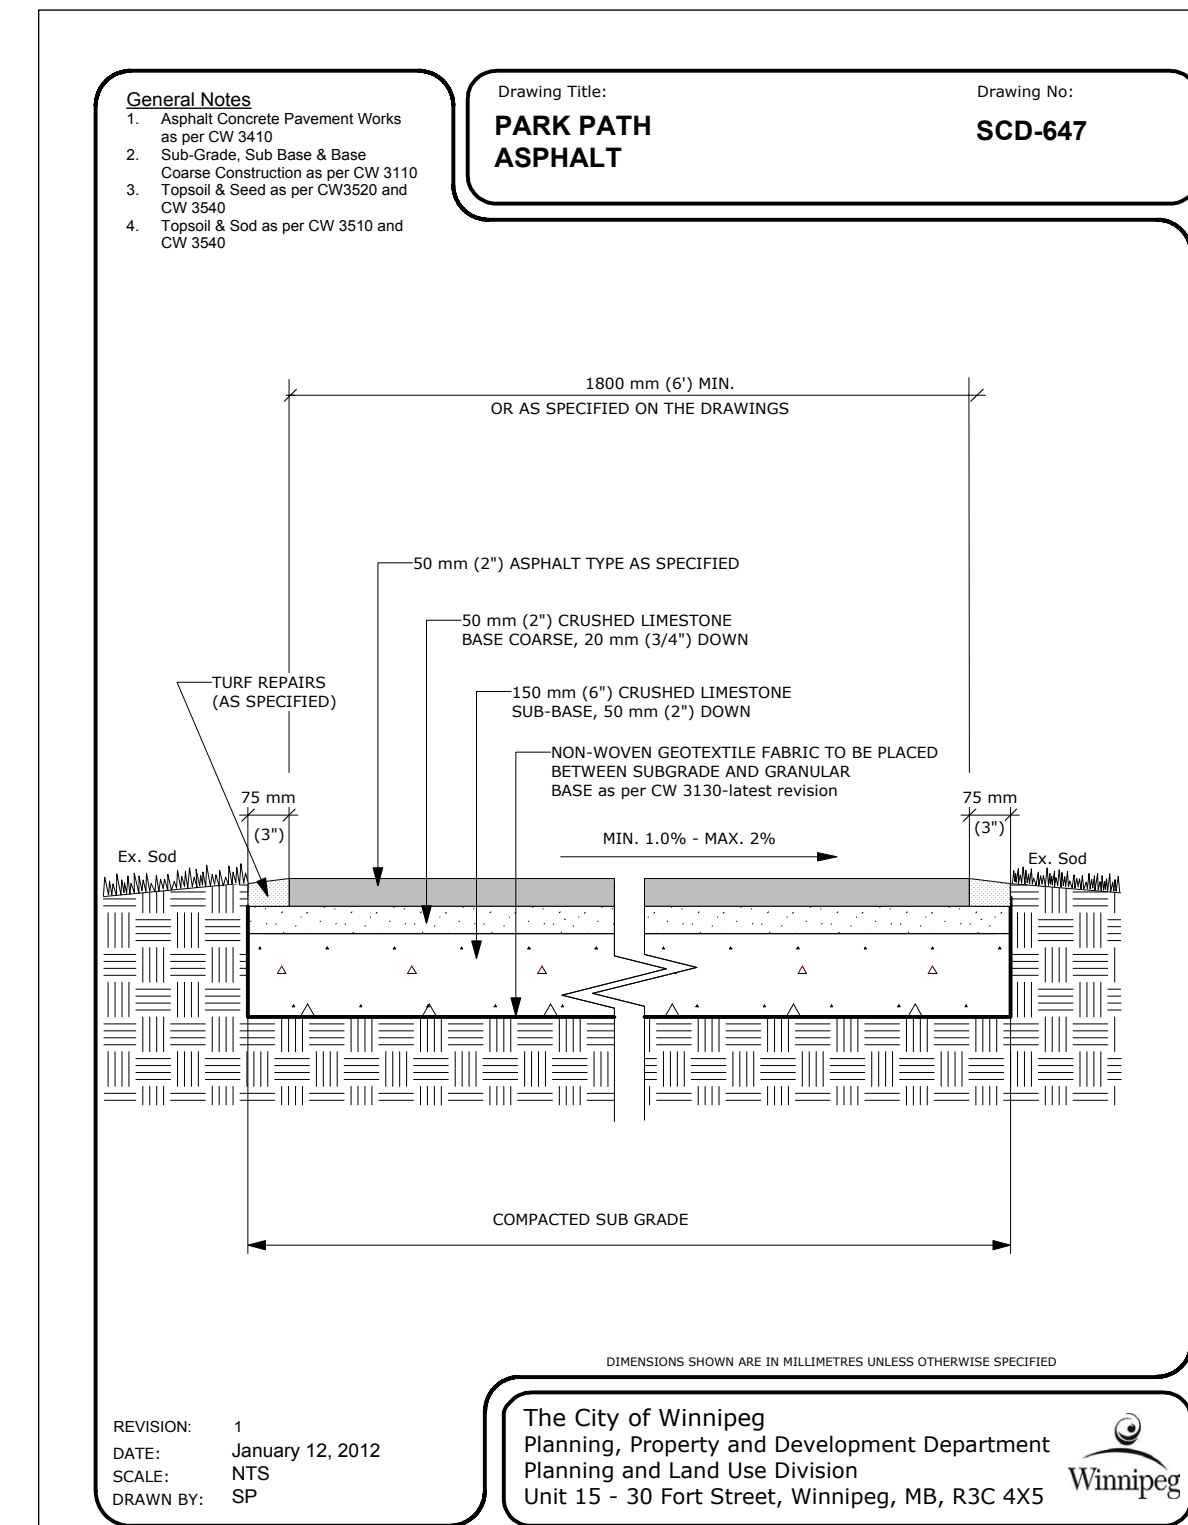 General Notes
1. Asphalt Concrete Pavement Works
as per CW 3410
2. Sub-Grade, Sub Base & Base
Coarse Construction as per CW 3110
3. Topsoil & Seed as per CW3520 and
CW 3540
4. Topsoil & Sod as per CW 3510 and
CW 3540
Drawing Title:
PARK PATH
ASPHALT
Drawing No:
SCD-647
1800 mm (6') MIN.
OR AS SPECIFIED ON THE DRAWINGS
50 mm (2") ASPHALT TYPE AS SPECIFIED
50 mm (2") CRUSHED LIMESTONE
BASE COARSE, 20 mm (3/4") DOWN
TURF REPAIRS
(AS SPECIFIED)
150 mm (6") CRUSHED LIMESTONE
SUB-BASE, 50 mm (2") DOWN
NON-WOVEN GEOTEXTILE FABRIC TO BE PLACED
BETWEEN SUBGRADE AND GRANULAR
BASE as per CW 3130-latest revision
75 mm
(3")
75 mm
(3")
MIN. 1.0% - MAX. 2%
Ex. Sod
Ex. Sod
COMPACTED SUB GRADE
DIMENSIONS SHOWN ARE IN MILLIMETRES UNLESS OTHERWISE SPECIFIED
REVISION: 1
DATE: January 12, 2012
SCALE: NTS
DRAWN BY: SP
The City of Winnipeg
Planning, Property and Development Department
Planning and Land Use Division
Unit 15 - 30 Fort Street, Winnipeg, MB, R3C 4X5
Winnipeg